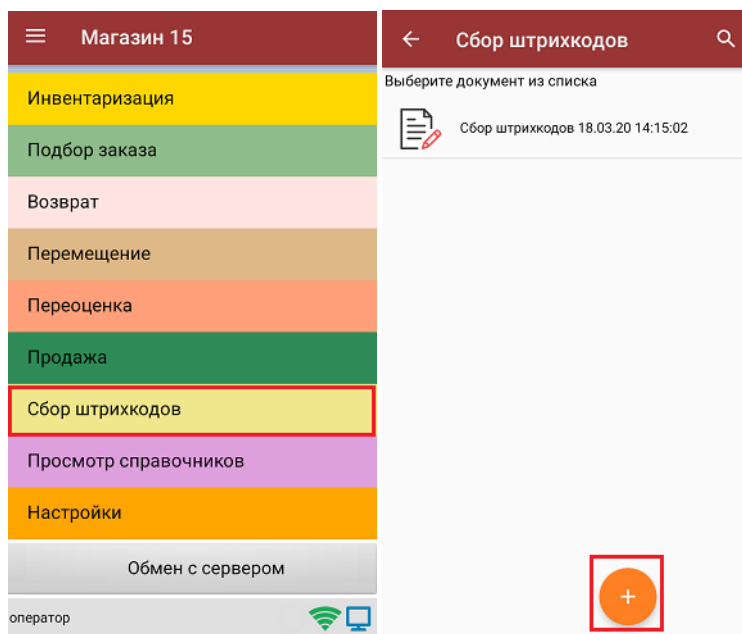 Магазин 15
Инвентаризация
Подбор заказа
Возврат
Перемещение
Переоценка
Продажа
Сбор штрихкодов
Просмотр справочников
Настройки
Обмен с сервером
оператор
Сбор штрихкодов
Выберите документ из списка
Сбор штрихкодов 18.03.20 14:15:02
+